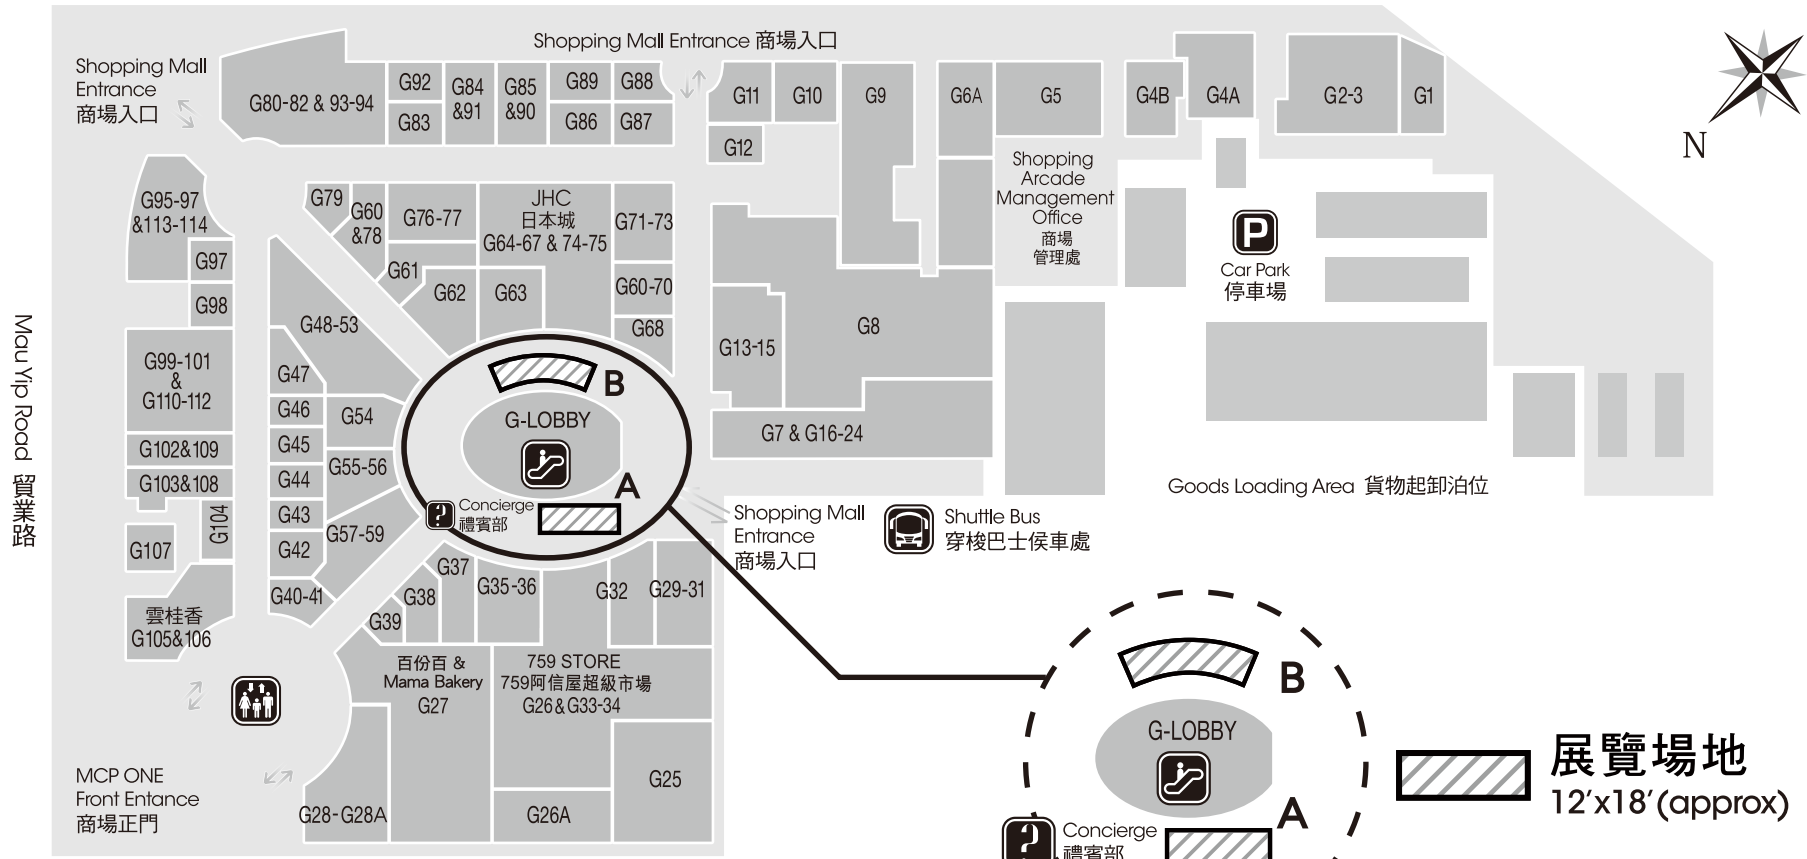 Shopping Mall Entrance 商場入口
Shopping Mall
Entrance
商場入口
G80-82 & 93-94
G92
G83
G84
&91
G85
&90
G89
G86
G88
G87
G11
G10
G12
G9
G6A
G5
G4B
G4A
G2-3
G1
N
Shopping
Arcade
Management
Office
商場
管理處
P
Car Park
停車場
G95-97
&113-114
G97
G98
G79
G60
&78
G76-77
JHC
日本城
G64-67 & 74-75
G71-73
G61
G62
G63
G60-70
G68
G48-53
G13-15
G8
G7 & G16-24
Mau Yip Road 貿業路
G99-101
&
G110-112
G102&109
G103&108
G104
G107
雲桂香
G105&106
G47
G46
G45
G44
G43
G42
G40-41
G54
G55-56
G57-59
B
G-LOBBY
A
?
Concierge
禮賓部
Goods Loading Area 貨物起卸泊位
Shopping Mall
Entrance
商場入口
Shuttle Bus
穿梭巴士侯車處
G39
G38
G37
G35-36
G32
G29-31
百份百 &
Mama Bakery
G27
759 STORE
759阿信屋超級市場
G26&G33-34
G25
G26A
G28-G28A
MCP ONE
Front Entance
商場正門
B
G-LOBBY
A
?
Concierge
禮賓部
展覽場地
12’x18’(approx)